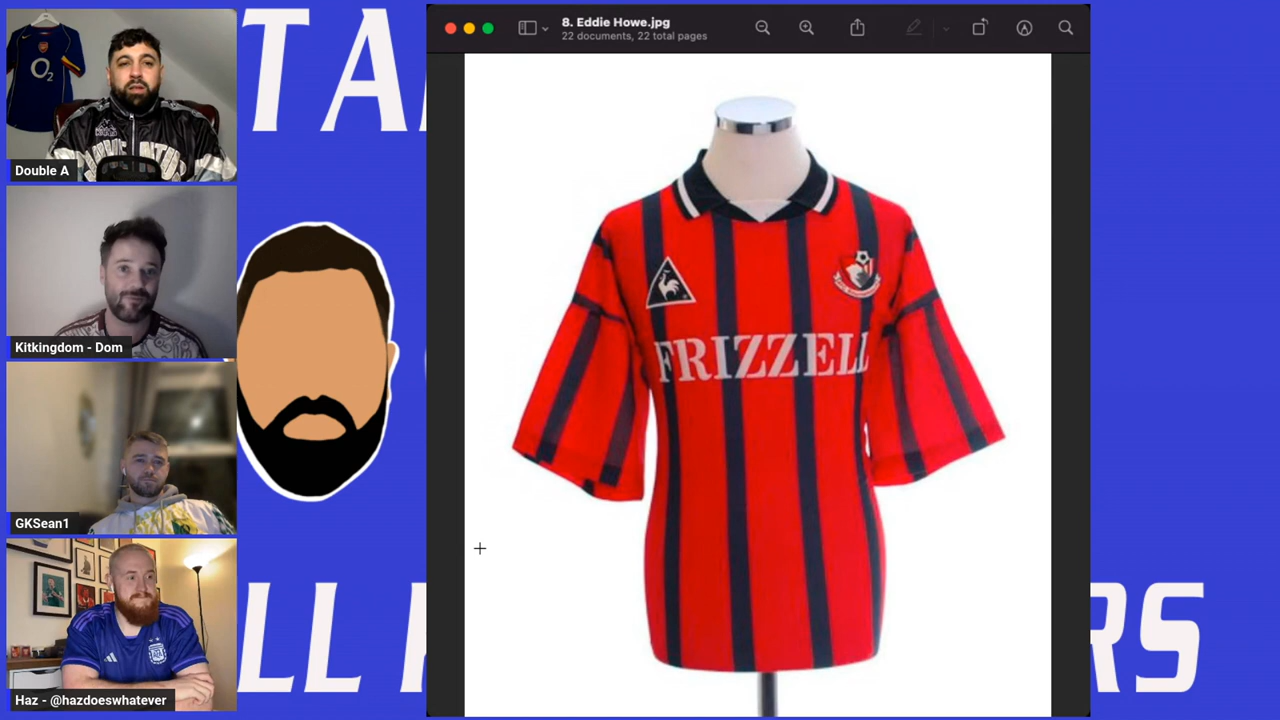 TA
8. Eddie Howe.jpg
22 documents, 22 total pages
O2
Double A
Kitkingdom - Dom
FRIZZELL
GKSean1
LL
RS
Haz - @hazdoeswhatever